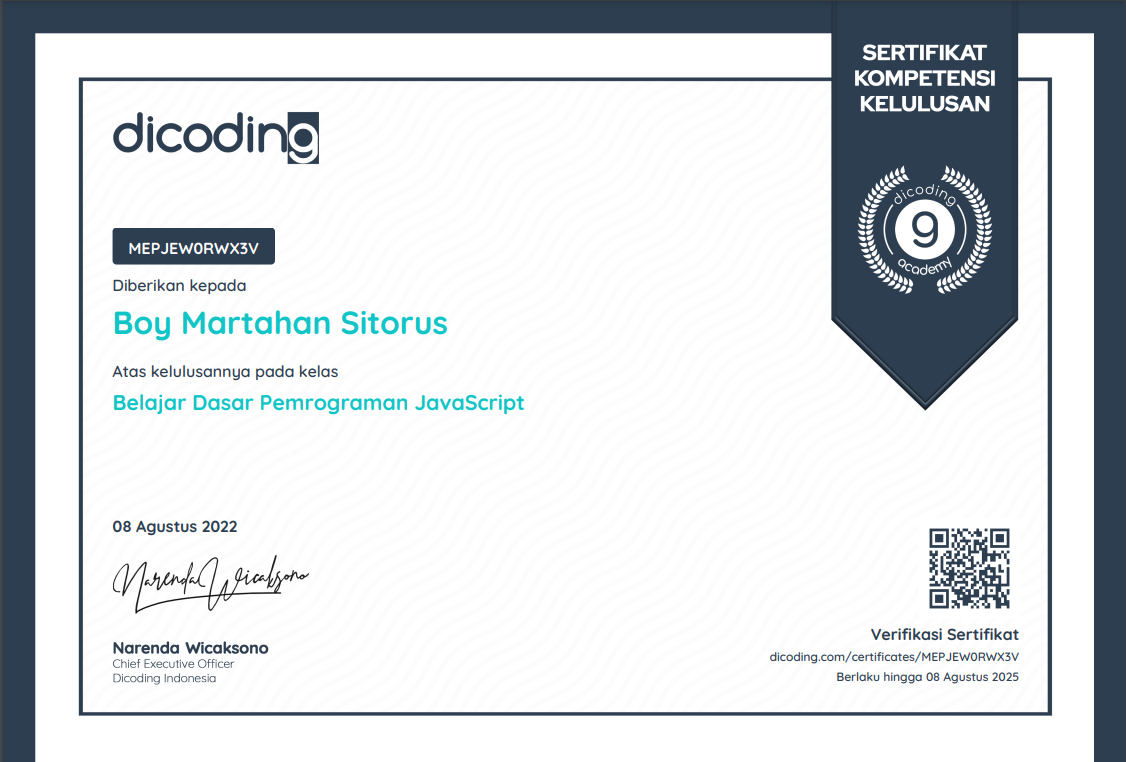 SERTIFIKAT
KOMPETENSI
KELULUSAN
dicoding
dicoding
9
academy
MEPJEW0RWX3V
Diberikan kepada
Boy Martahan Sitorus
Atas kelulusannya pada kelas
Belajar Dasar Pemrograman JavaScript
08 Agustus 2022
Narenda Wicaksono
Narenda Wicaksono
Chief Executive Officer
Dicoding Indonesia
Verifikasi Sertifikat
dicoding.com/certificates/MEPJEW0RWX3V
Berlaku hingga 08 Agustus 2025